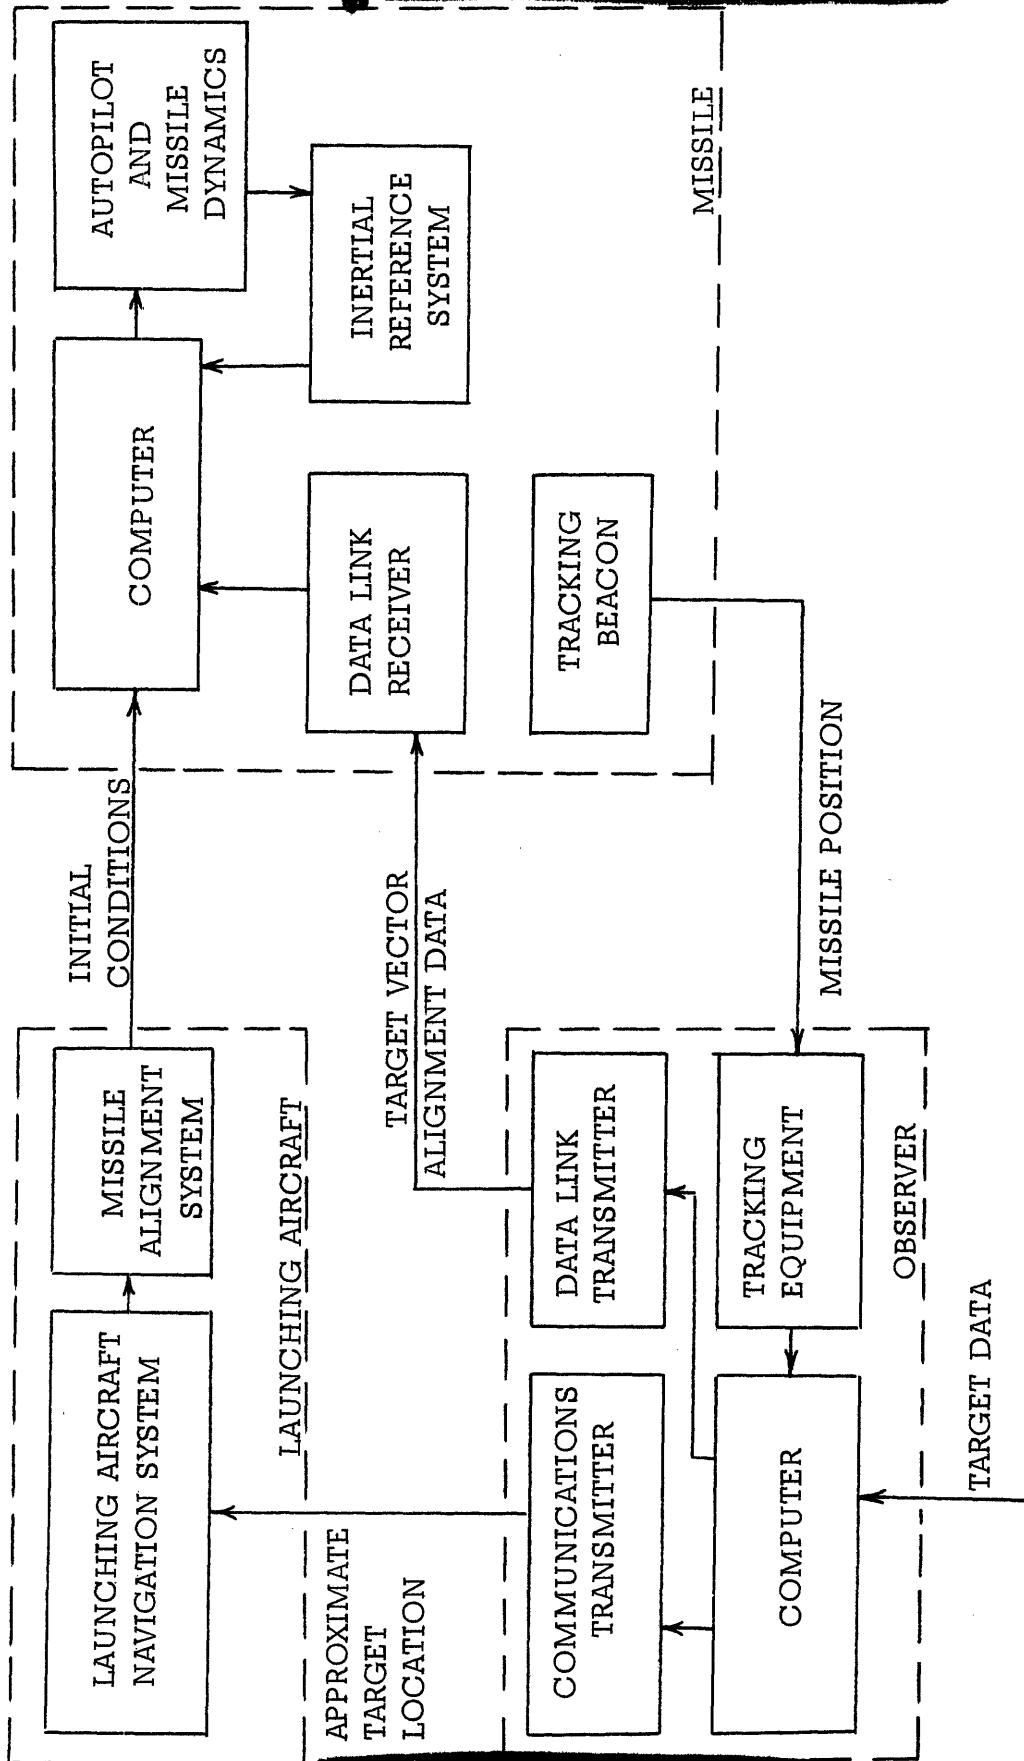 LAUNCHING AIRCRAFT
NAVIGATION SYSTEM
MISSILE
ALIGNMENT
SYSTEM
LAUNCHING AIRCRAFT
INITIAL
CONDITIONS
COMPUTER
AUTOPILOT
AND
MISSILE
DYNAMICS
INERTIAL
REFERENCE
SYSTEM
DATA LINK
RECEIVER
TRACKING
BEACON
MISSILE
APPROXIMATE
TARGET
LOCATION
TARGET VECTOR
ALIGNMENT DATA
COMMUNICATIONS
TRANSMITTER
DATA LINK
TRANSMITTER
COMPUTER
TRACKING
EQUIPMENT
OBSERVER
MISSILE POSITION
TARGET DATA